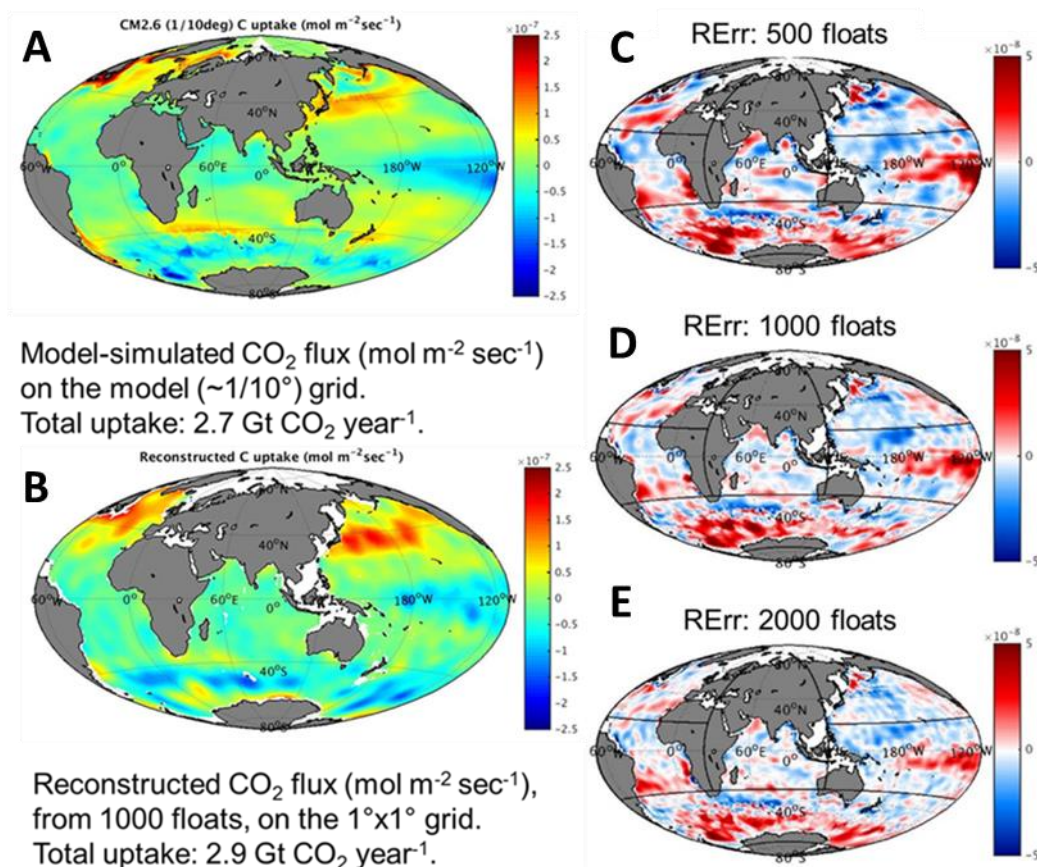 A
CM2.6 (1/10deg) C uptake (mol m⁻²sec⁻¹)
×10⁻⁷
2.5
2
1.5
1
0.5
0
-0.5
-1
-1.5
-2
-2.5
80°N
40°N
60°W
0°
60°E
0°
120°E
180°W
120°W
40°S
80°S
Model-simulated CO₂ flux (mol m⁻² sec⁻¹)
on the model (~1/10°) grid.
Total uptake: 2.7 Gt CO₂ year⁻¹.
B
Reconstructed C uptake (mol m⁻²sec⁻¹)
×10⁻⁷
2.5
2
1.5
1
0.5
0
-0.5
-1
-1.5
-2
-2.5
80°N
40°N
60°W
0°
60°E
0°
120°E
180°W
120°W
40°S
80°S
Reconstructed CO₂ flux (mol m⁻² sec⁻¹),
from 1000 floats, on the 1°x1° grid.
Total uptake: 2.9 Gt CO₂ year⁻¹.
C
RErr: 500 floats
×10⁻⁸
5
0
-5
40°N
60°W
0°
60°E
0°
180°W
120°W
40°S
80°S
D
RErr: 1000 floats
×10⁻⁸
5
0
-5
40°N
60°W
0°
60°E
0°
180°W
120°W
40°S
80°S
E
RErr: 2000 floats
×10⁻⁸
5
0
-5
40°N
60°W
0°
60°E
0°
180°W
120°W
40°S
80°S